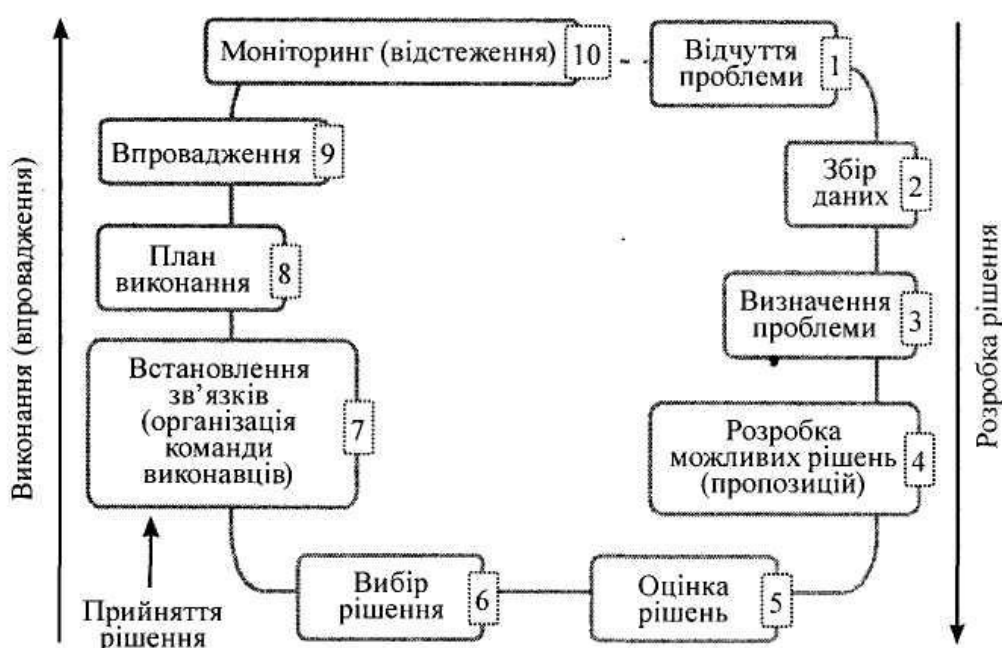 Моніторинг (відстеження)
10
Відчуття
проблеми
1
Збір
даних
2
Визначення
проблеми
3
Розробка
можливих рішень
(пропозицій)
4
Оцінка
рішень
5
Вибір
рішення
6
Встановлення
зв’язків
(організація
команди
виконавців)
7
План
виконання
8
Впровадження
9
Прийняття
рішення
Виконання (впровадження)
Розробка рішення